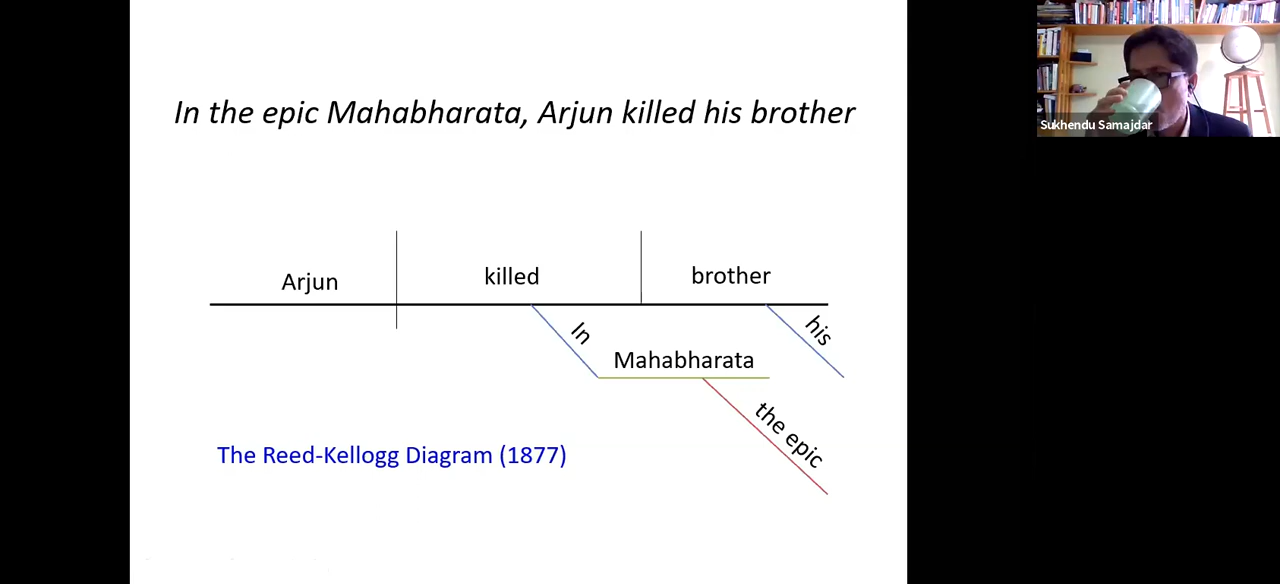 In the epic Mahabharata, Arjun killed his brother
Sukhendu Samajdar
Arjun
killed
brother
In
his
Mahabharata
the epic
The Reed-Kellogg Diagram (1877)